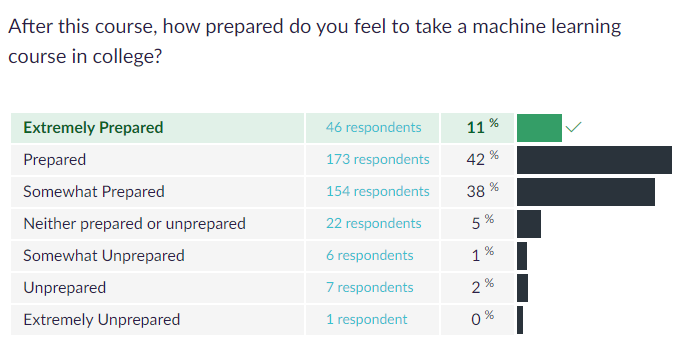 After this course, how prepared do you feel to take a machine learning
course in college?
Extremely Prepared 46 respondents 11 %
Prepared 173 respondents 42 %
Somewhat Prepared 154 respondents 38 %
Neither prepared or unprepared 22 respondents 5 %
Somewhat Unprepared 6 respondents 1 %
Unprepared 7 respondents 2 %
Extremely Unprepared 1 respondent 0 %